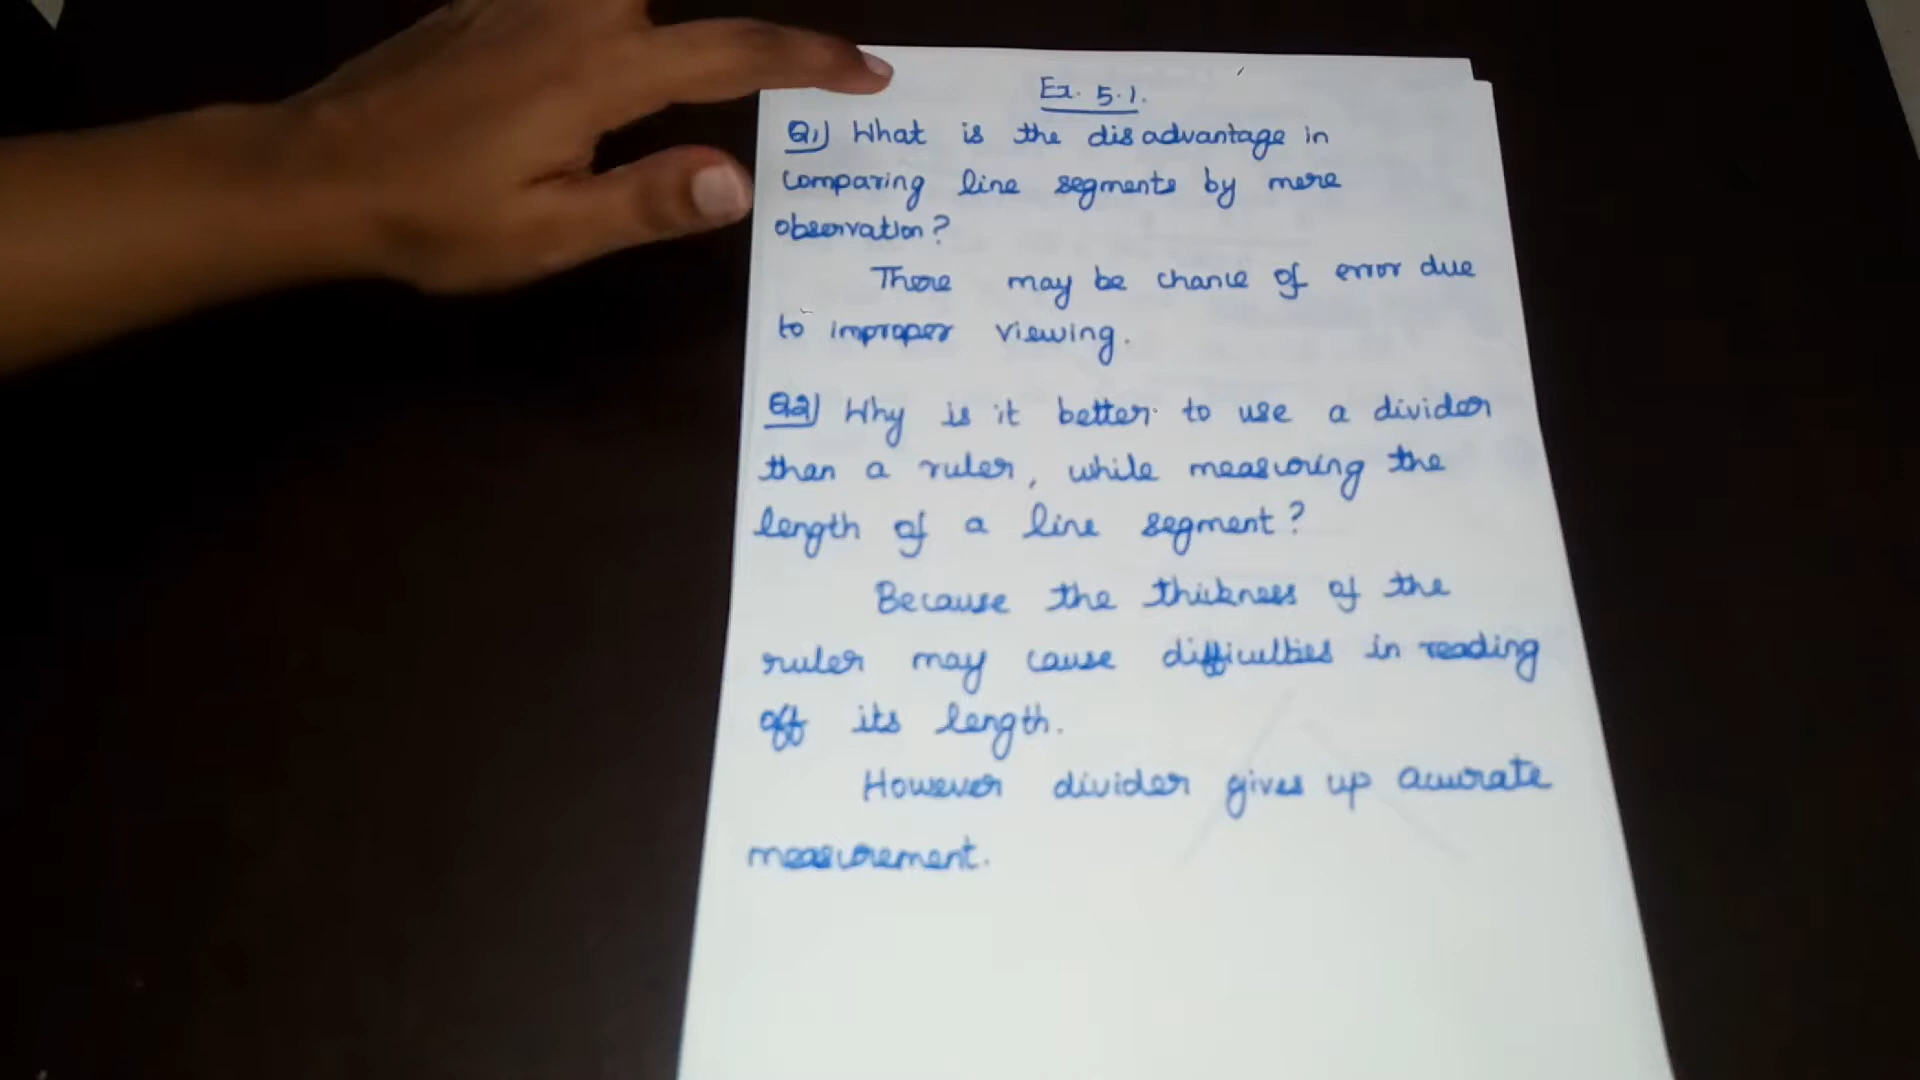 Ex. 5.1.
Q1) What is the disadvantage in
comparing line segments by mere
observation?
There may be chance of error due
to improper viewing.
Q2) Why is it better to use a divider
than a ruler, while measuring the
length of a line segment?
Because the thickness of the
ruler may cause difficulties in reading
off its length.
However divider gives up accurate
measurement.